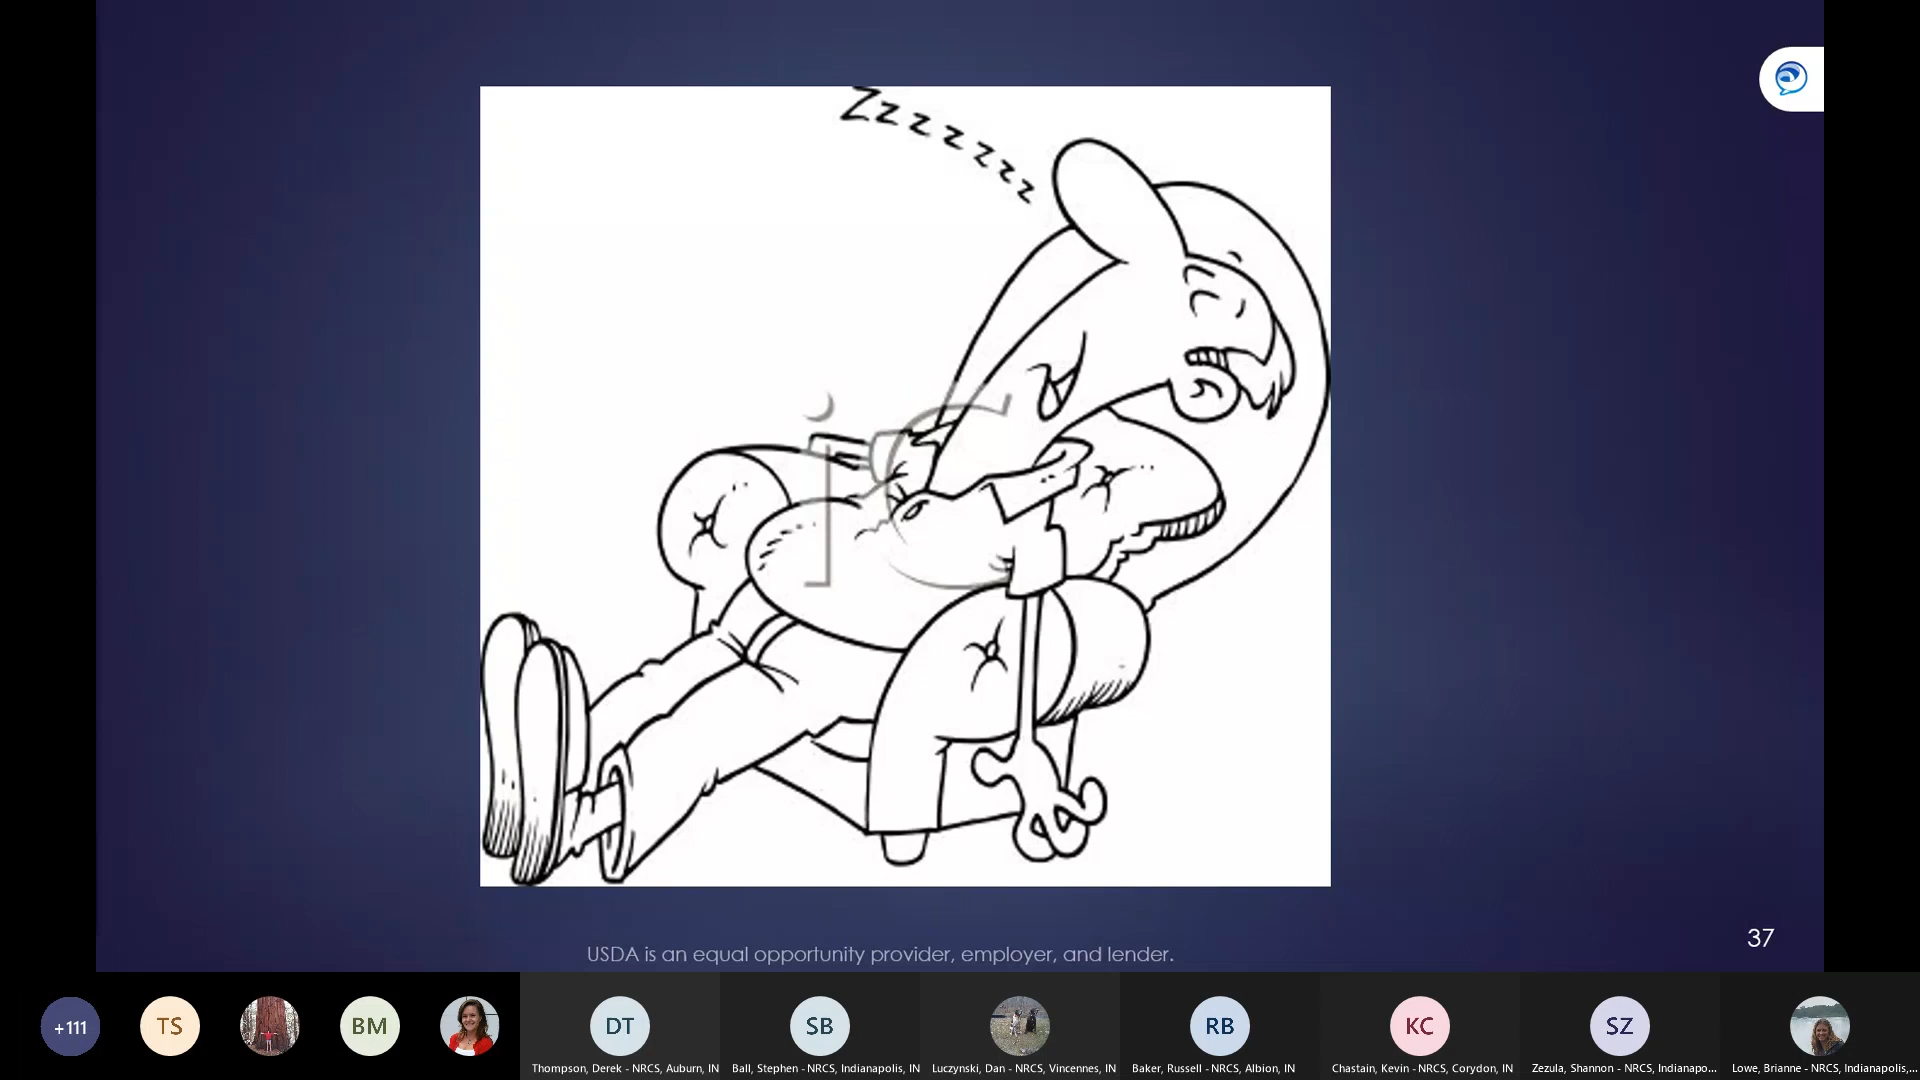 Zzzzzzz
37
USDA is an equal opportunity provider, employer, and lender.
+111
TS
BM
DT
SB
RB
KC
SZ
Thompson, Derek - NRCS, Auburn, IN
Ball, Stephen - NRCS, Indianapolis, IN
Luczynski, Dan - NRCS, Vincennes, IN
Baker, Russell - NRCS, Albion, IN
Chastain, Kevin - NRCS, Corydon, IN
Zezula, Shannon - NRCS, Indianapo...
Lowe, Brianne - NRCS, Indianapolis,...